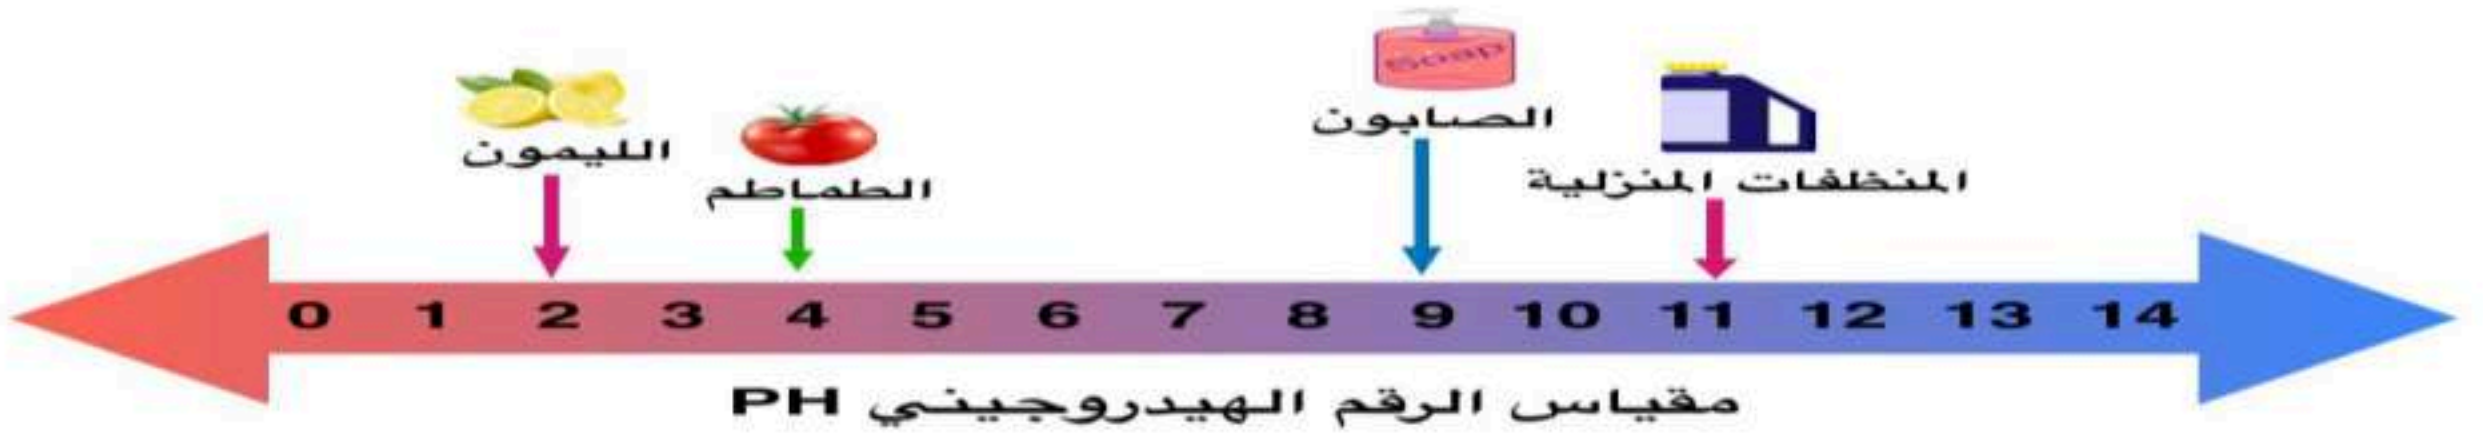 Soap
الصابون
الليمون
الطماطم
المنظفات المنزلية
0 1 2 3 4 5 6 7 8 9 10 11 12 13 14
مقياس الرقم الهيدروجيني PH